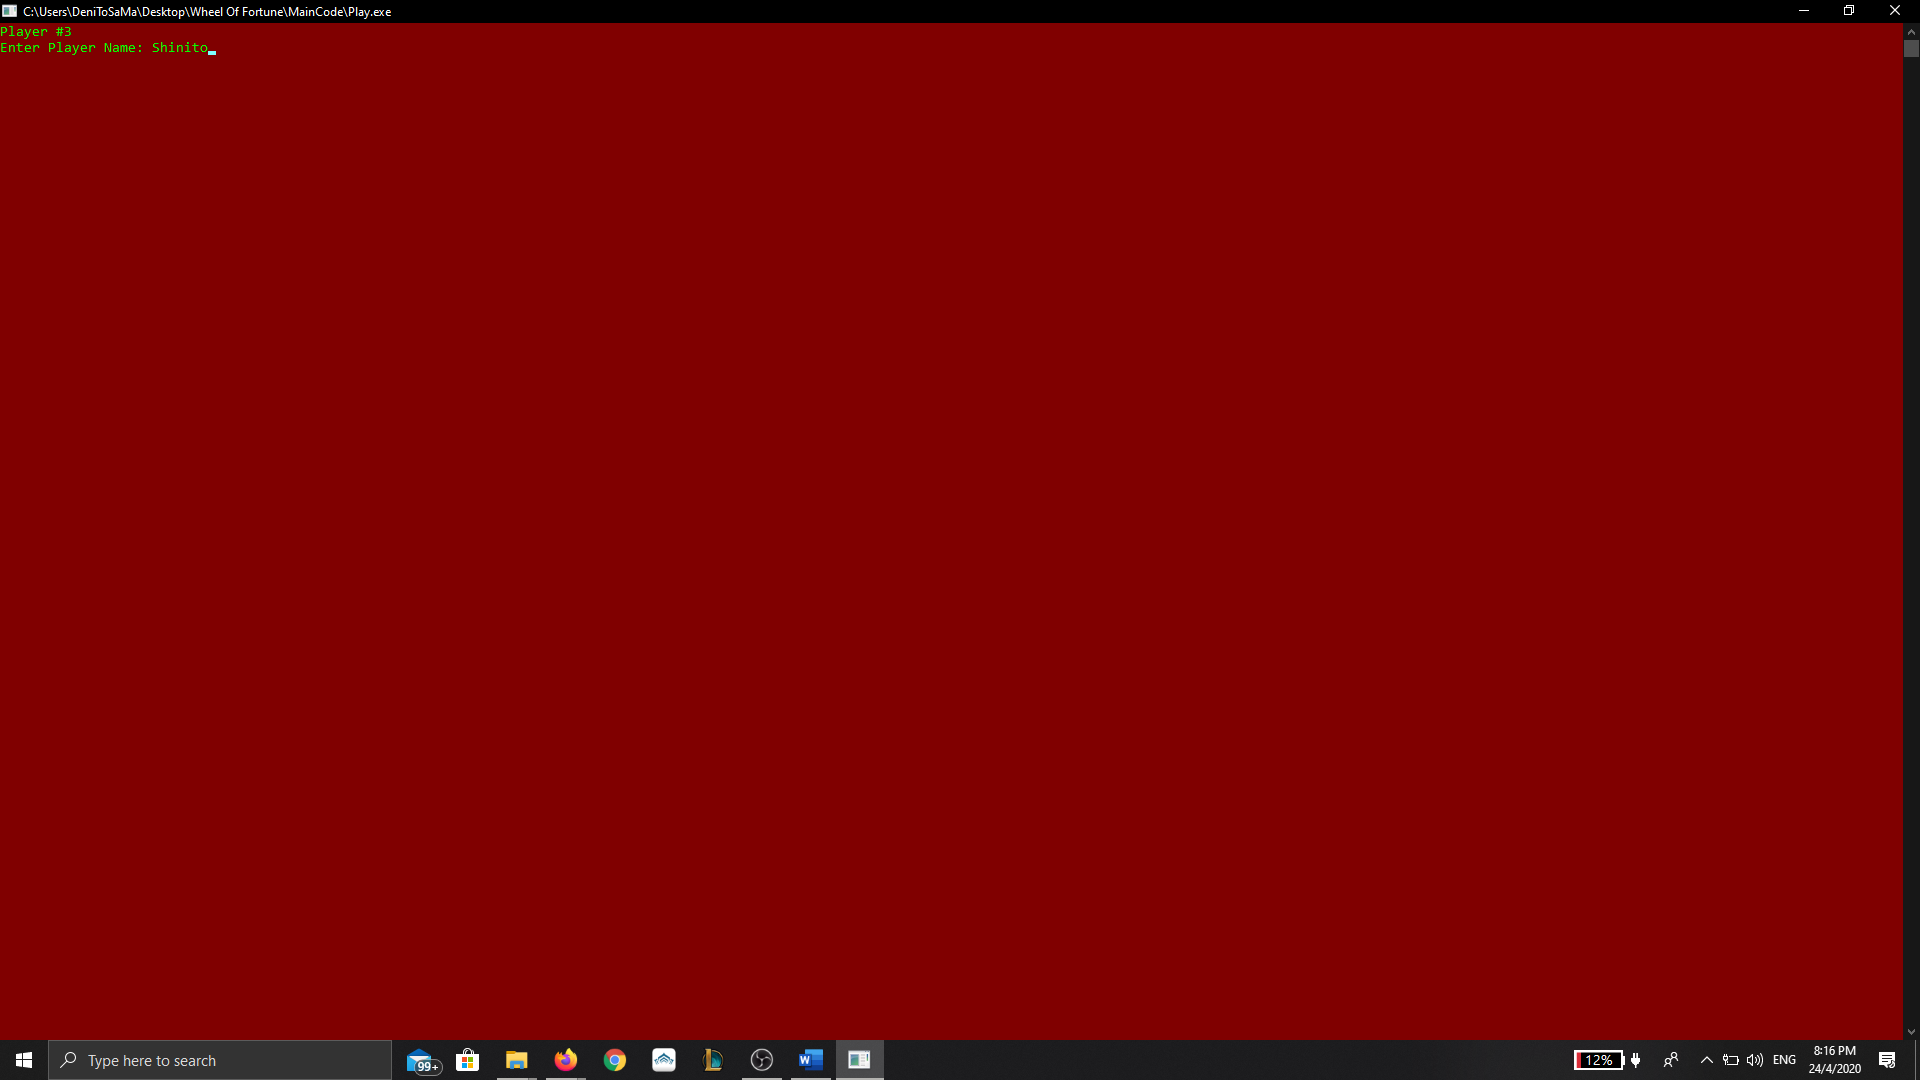 C:\Users\DeniToSaMa\Desktop\Wheel Of Fortune\MainCode\Play.exe
Player #3
Enter Player Name: Shinito
Type here to search
99+
12%
ENG
8:16 PM
24/4/2020